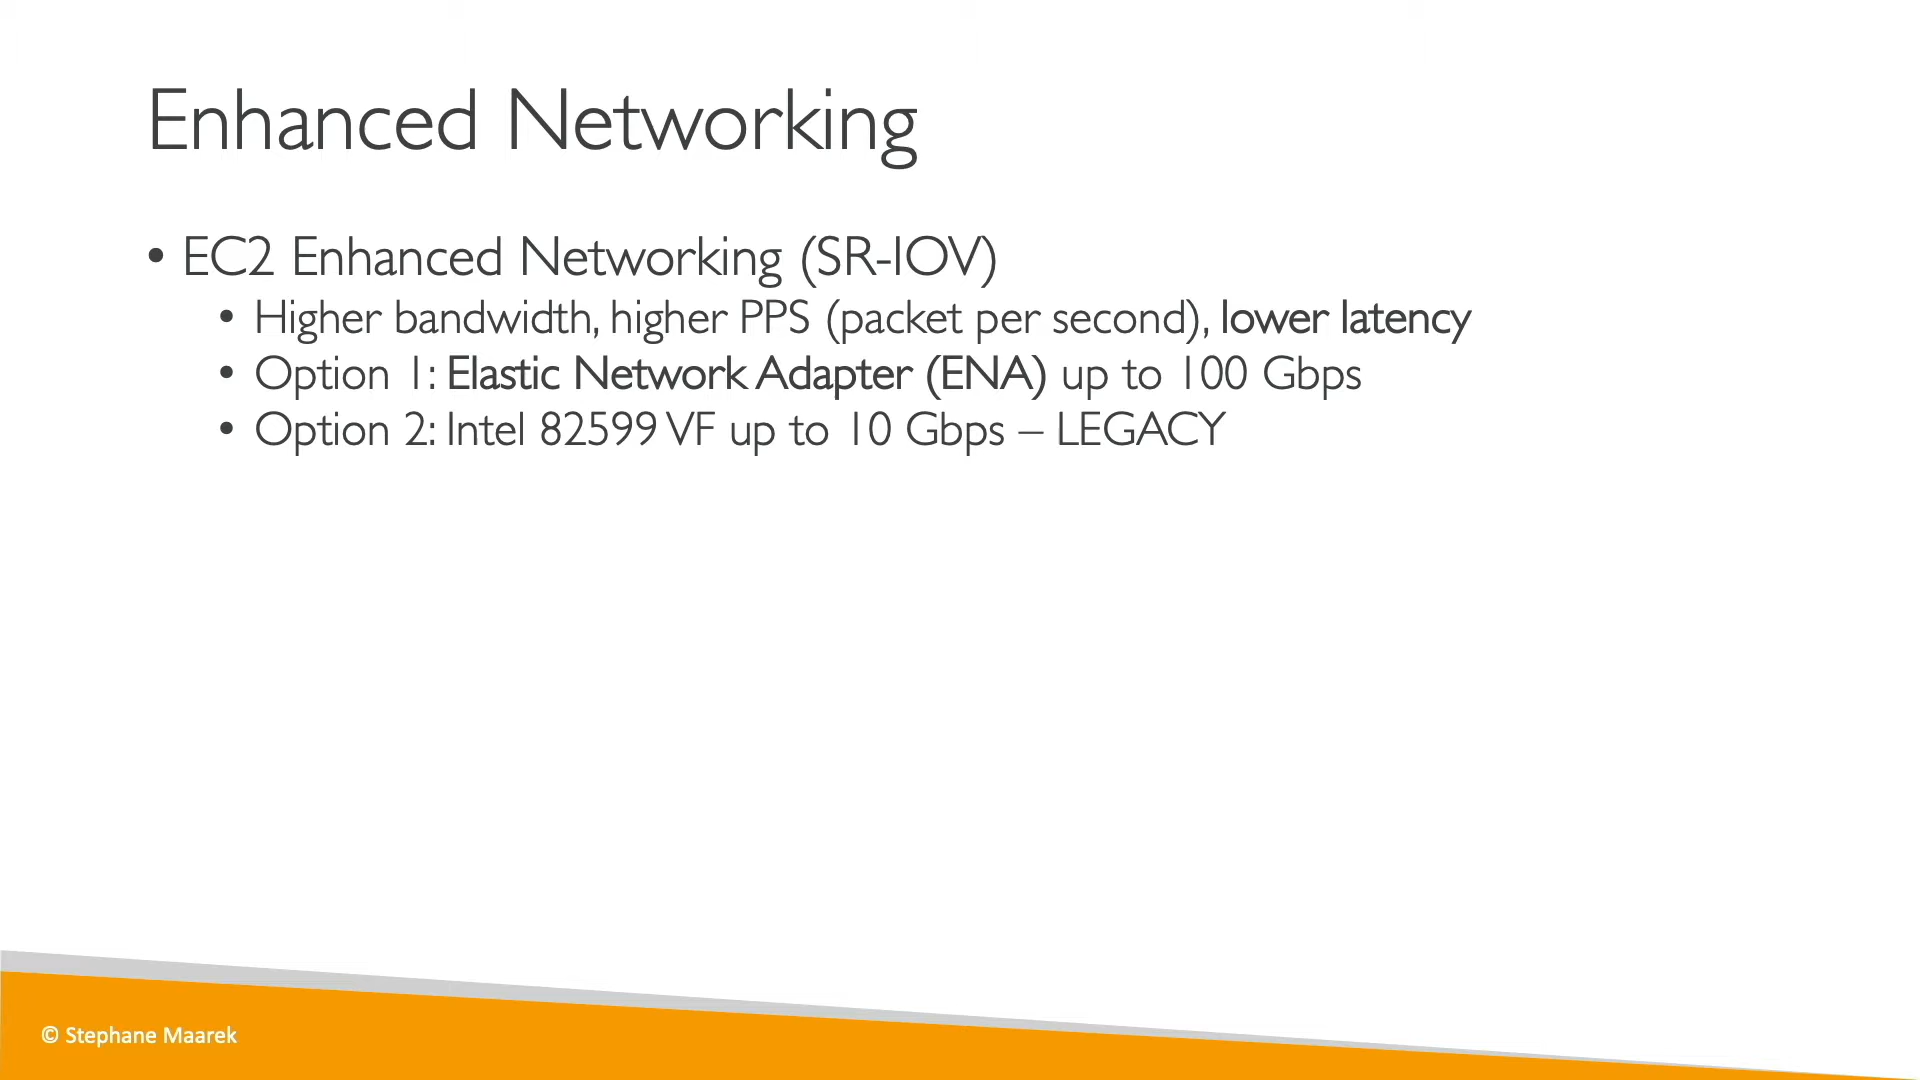 Enhanced Networking
• EC2 Enhanced Networking (SR-IOV)
• Higher bandwidth, higher PPS (packet per second), lower latency
• Option 1: Elastic Network Adapter (ENA) up to 100 Gbps
• Option 2: Intel 82599 VF up to 10 Gbps – LEGACY
© Stephane Maarek